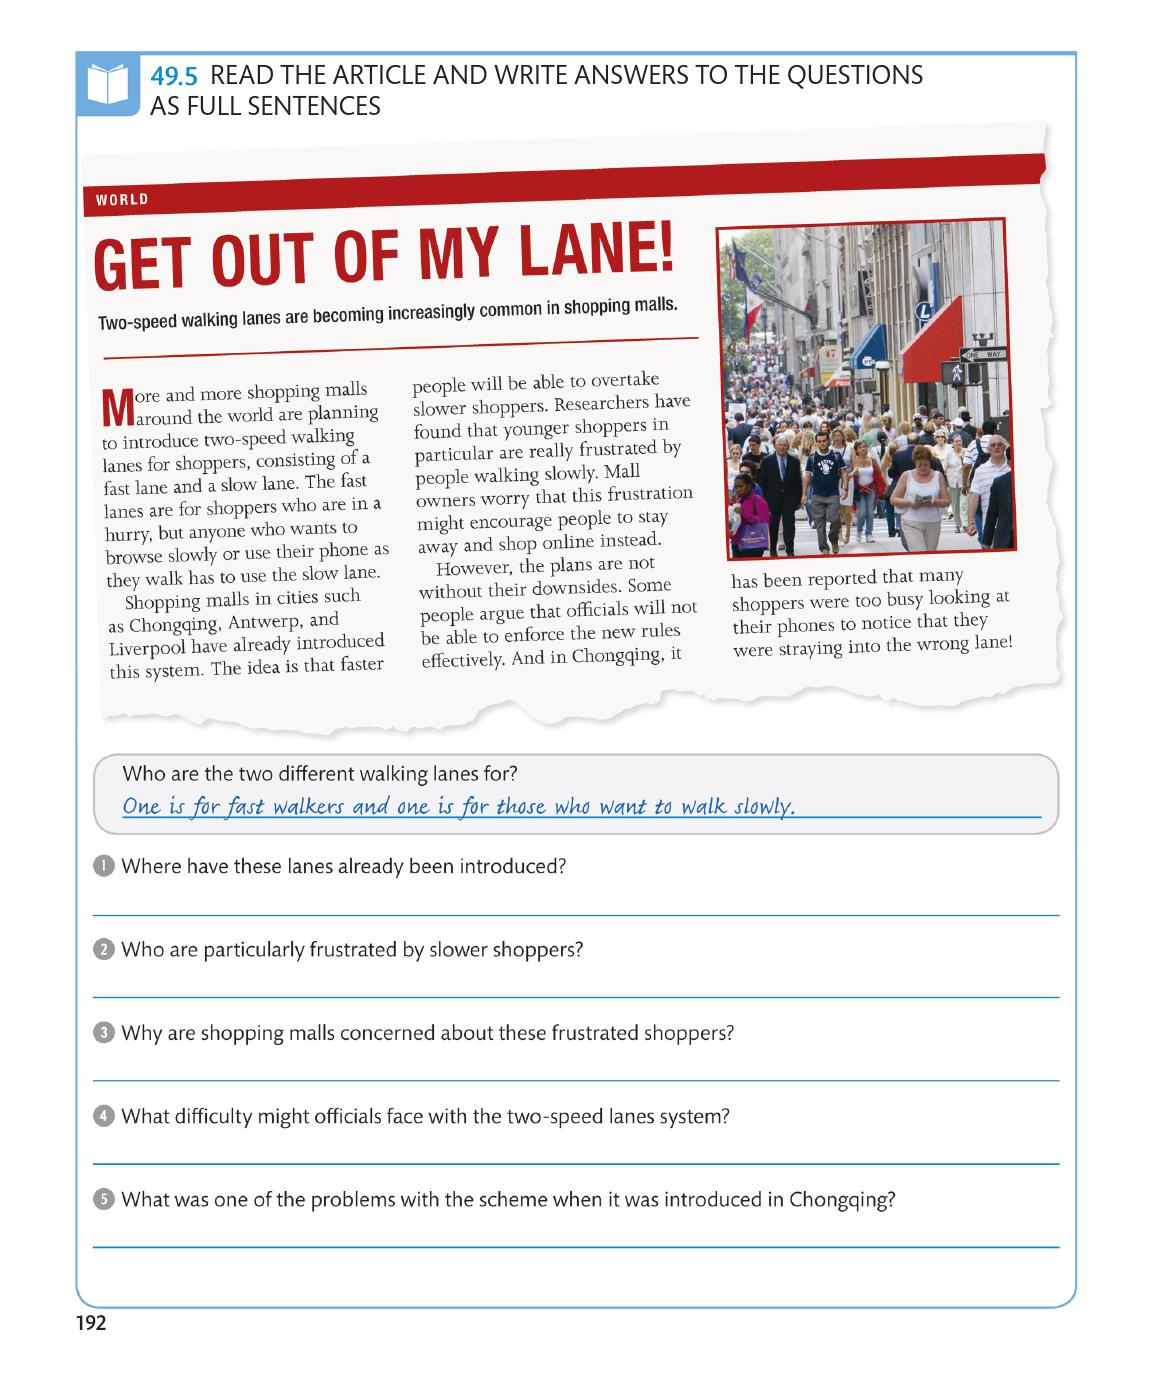 49.5 READ THE ARTICLE AND WRITE ANSWERS TO THE QUESTIONS
AS FULL SENTENCES
WORLD
GET OUT OF MY LANE!
Two-speed walking lanes are becoming increasingly common in shopping malls.
More and more shopping malls
around the world are planning
to introduce two-speed walking
lanes for shoppers, consisting of a
fast lane and a slow lane. The fast
lanes are for shoppers who are in a
hurry, but anyone who wants to
browse slowly or use their phone as
they walk has to use the slow lane.
Shopping malls in cities such
as Chongqing, Antwerp, and
Liverpool have already introduced
this system. The idea is that faster
people will be able to overtake
slower shoppers. Researchers have
found that younger shoppers in
particular are really frustrated by
people walking slowly. Mall
owners worry that this frustration
might encourage people to stay
away and shop online instead.
However, the plans are not
without their downsides. Some
people argue that officials will not
be able to enforce the new rules
effectively. And in Chongqing, it
L
ONE WAY
has been reported that many
shoppers were too busy looking at
their phones to notice that they
were straying into the wrong lane!
Who are the two different walking lanes for?
One is for fast walkers and one is for those who want to walk slowly.
1 Where have these lanes already been introduced?
2 Who are particularly frustrated by slower shoppers?
3 Why are shopping malls concerned about these frustrated shoppers?
4 What difficulty might officials face with the two-speed lanes system?
5 What was one of the problems with the scheme when it was introduced in Chongqing?
192